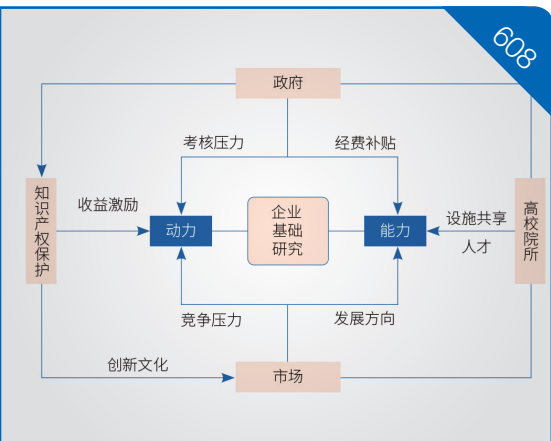 608
政府
考核压力
经费补贴
知识产权保护
收益激励
动力
企业
基础
研究
能力
设施共享
人才
高校院所
竞争压力
发展方向
创新文化
市场